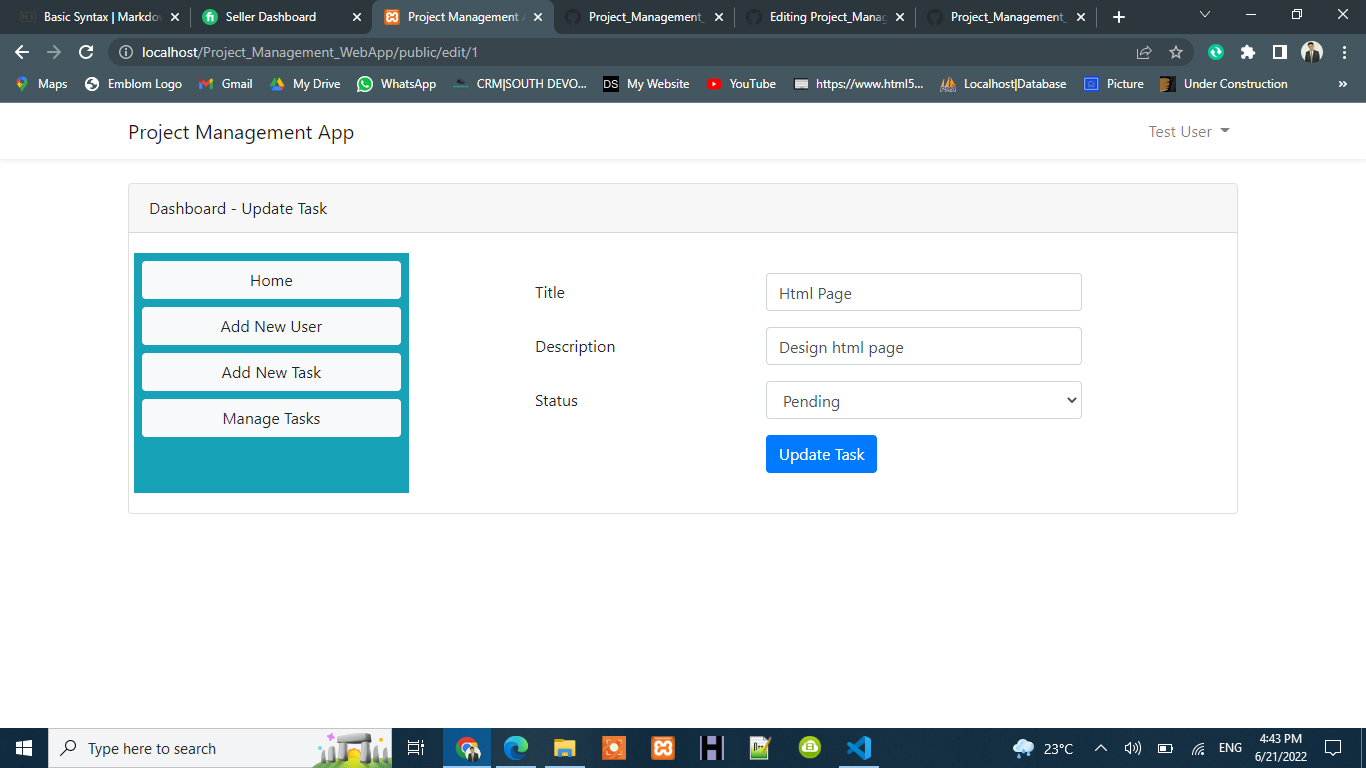 Basic Syntax | Markdo
Seller Dashboard
Project Management A
Project_Management_
Editing Project_Manag
Project_Management_
localhost/Project_Management_WebApp/public/edit/1
Maps
Emblom Logo
Gmail
My Drive
WhatsApp
CRM|SOUTH DEVO...
DS My Website
YouTube
https://www.html5...
Localhost|Database
Picture
Under Construction
»
Project Management App
Test User
Dashboard - Update Task
Home
Add New User
Add New Task
Manage Tasks
Title
Html Page
Description
Design html page
Status
Pending
Update Task
Type here to search
23°C
ENG
4:43 PM
6/21/2022